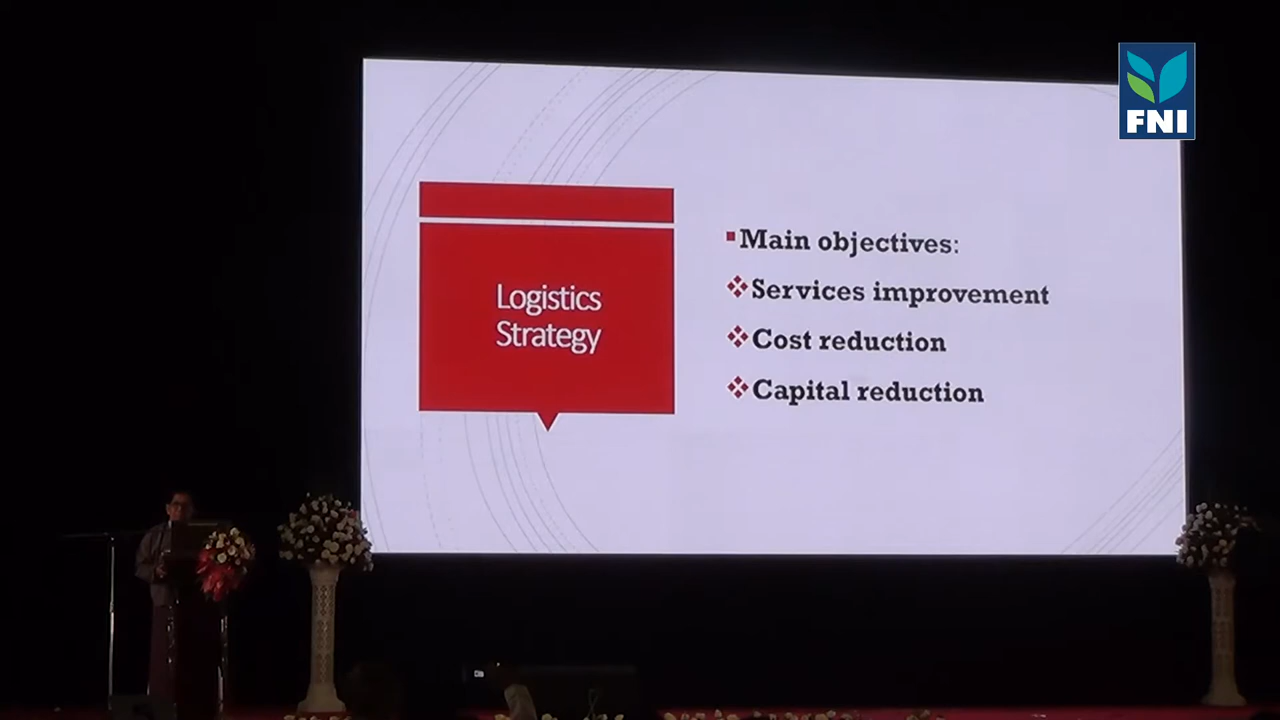 FNI
Logistics
Strategy
Main objectives:
Services improvement
Cost reduction
Capital reduction